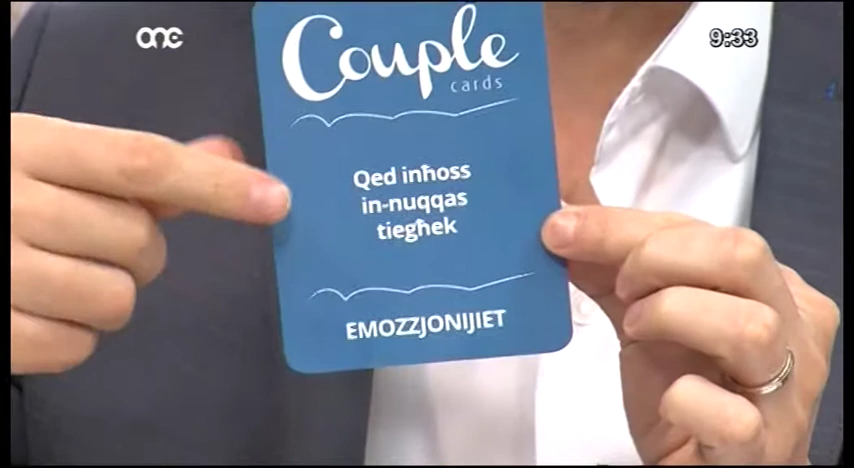 one
9:33
Couple
cards
Qed inħoss
in-nuqqas
tiegħek
EMOZZJONIJIET